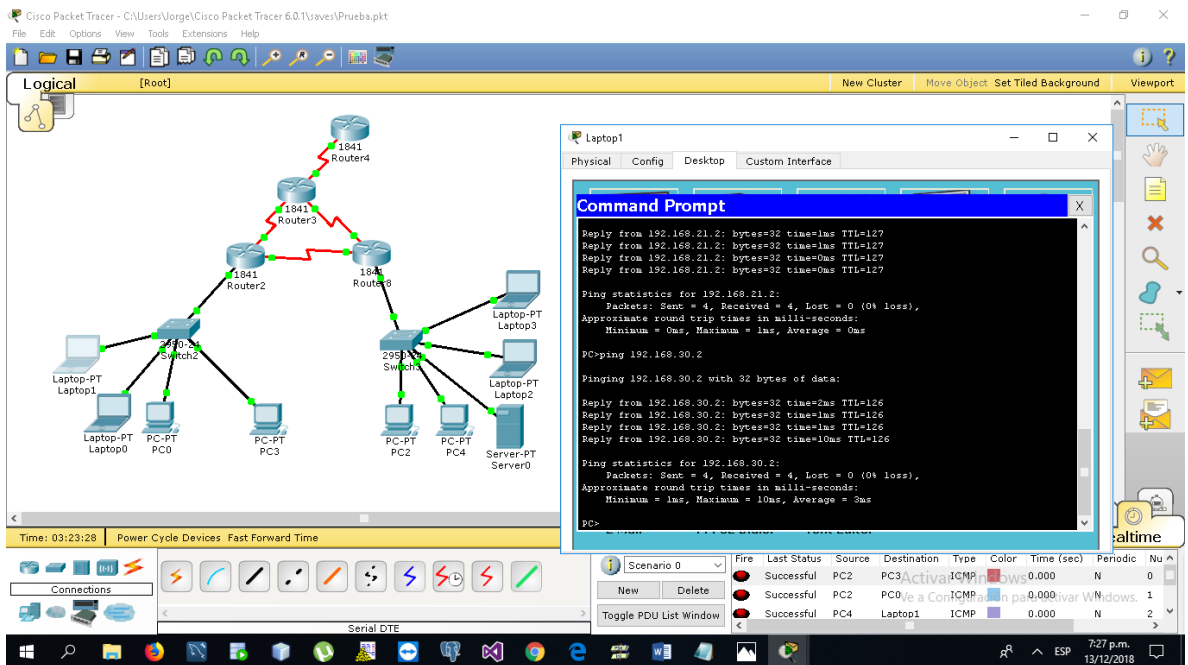 Cisco Packet Tracer - C:\Users\Jorge\Cisco Packet Tracer 6.0.1\saves\Prueba.pkt
File Edit Options View Tools Extensions Help
Logical [Root] New Cluster Move Object Set Tiled Background Viewport
1841
Router4
1841
Router3
1841
Router2
1841
Router8
2950-24
Switch2
2950-24
Switch3
Laptop-PT
Laptop3
Laptop-PT
Laptop1
Laptop-PT
Laptop2
Laptop-PT
Laptop0
PC-PT
PC0
PC-PT
PC3
PC-PT
PC2
PC-PT
PC4
Server-PT
Server0
Laptop1
Physical Config Desktop Custom Interface
Command Prompt X
Reply from 192.168.21.2: bytes=32 time=1ms TTL=127
Reply from 192.168.21.2: bytes=32 time=1ms TTL=127
Reply from 192.168.21.2: bytes=32 time=0ms TTL=127
Reply from 192.168.21.2: bytes=32 time=0ms TTL=127
Ping statistics for 192.168.21.2:
Packets: Sent = 4, Received = 4, Lost = 0 (0% loss),
Approximate round trip times in milli-seconds:
Minimum = 0ms, Maximum = 1ms, Average = 0ms
PC>ping 192.168.30.2
Pinging 192.168.30.2 with 32 bytes of data:
Reply from 192.168.30.2: bytes=32 time=2ms TTL=126
Reply from 192.168.30.2: bytes=32 time=1ms TTL=126
Reply from 192.168.30.2: bytes=32 time=1ms TTL=126
Reply from 192.168.30.2: bytes=32 time=10ms TTL=126
Ping statistics for 192.168.30.2:
Packets: Sent = 4, Received = 4, Lost = 0 (0% loss),
Approximate round trip times in milli-seconds:
Minimum = 1ms, Maximum = 10ms, Average = 3ms
PC>
Time: 03:23:28 Power Cycle Devices Fast Forward Time
Connections
Serial DTE
Scenario 0
New Delete
Toggle PDU List Window
Fire Last Status Source Destination Type Color Time (sec) Periodic Nu
Successful PC2 PC3 ICMP 0.000 N 0
Successful PC2 PC0 ICMP 0.000 N 1
Successful PC4 Laptop1 ICMP 0.000 N 2
Activar Windows
Ve a Configuración para activar Windows.
ESP
7:27 p.m.
13/12/2018